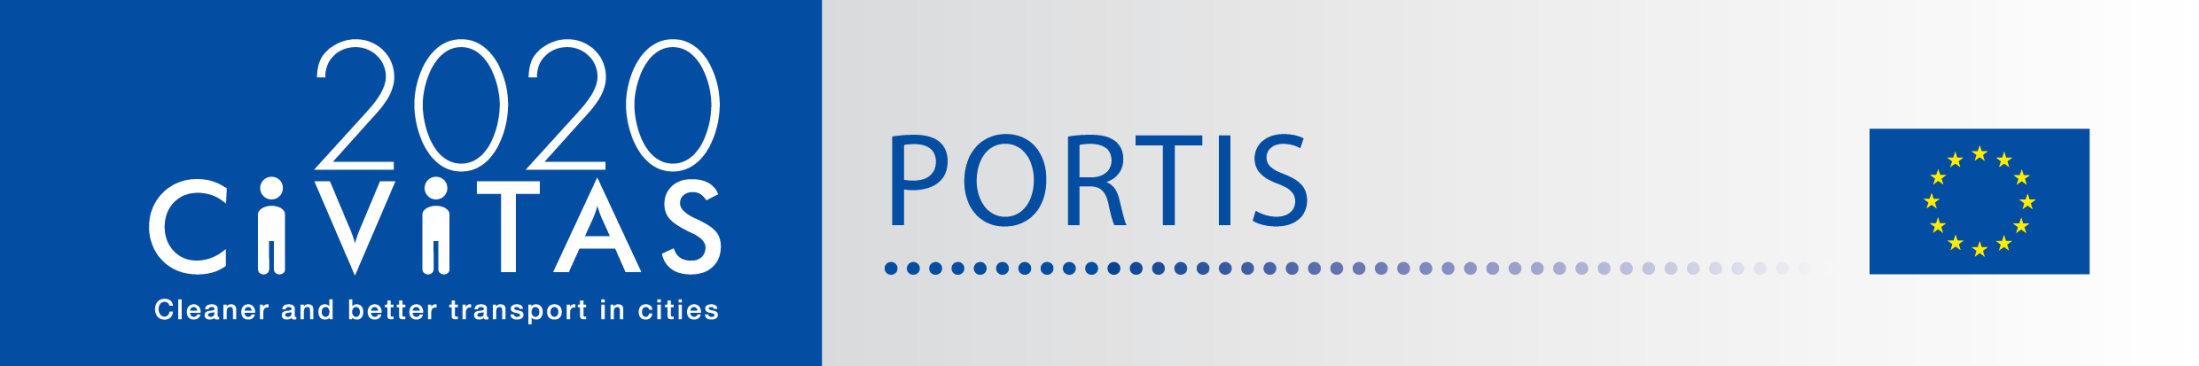 2020
CiViTAS
Cleaner and better transport in cities
PORTIS